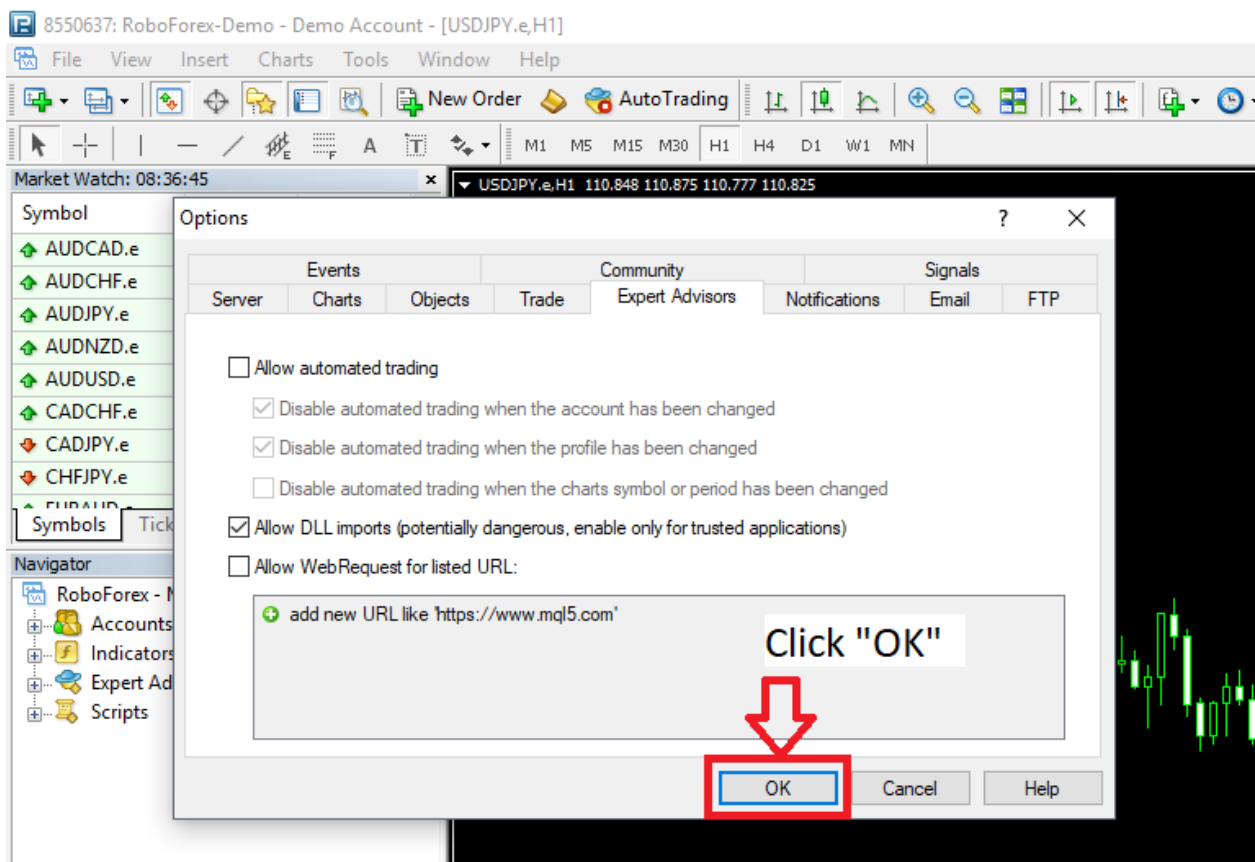 8550637: RoboForex-Demo - Demo Account - [USDJPY.e,H1]
File View Insert Charts Tools Window Help
New Order AutoTrading
E F A T M1 M5 M15 M30 H1 H4 D1 W1 MN
Market Watch: 08:36:45
USDJPY.e,H1 110.848 110.875 110.777 110.825
Symbol
Options
AUDCAD.e
AUDCHF.e
AUDJPY.e
AUDNZD.e
AUDUSD.e
CADCHF.e
CADJPY.e
CHFJPY.e
Symbols
Navigator
RoboForex -
Accounts
Indicators
Expert Ad
Scripts
Events Community Signals
Server Charts Objects Trade Expert Advisors Notifications Email FTP
Allow automated trading
Disable automated trading when the account has been changed
Disable automated trading when the profile has been changed
Disable automated trading when the charts symbol or period has been changed
Allow DLL imports (potentially dangerous, enable only for trusted applications)
Allow WebRequest for listed URL:
add new URL like 'https://www.mql5.com'
Click "OK"
OK Cancel Help